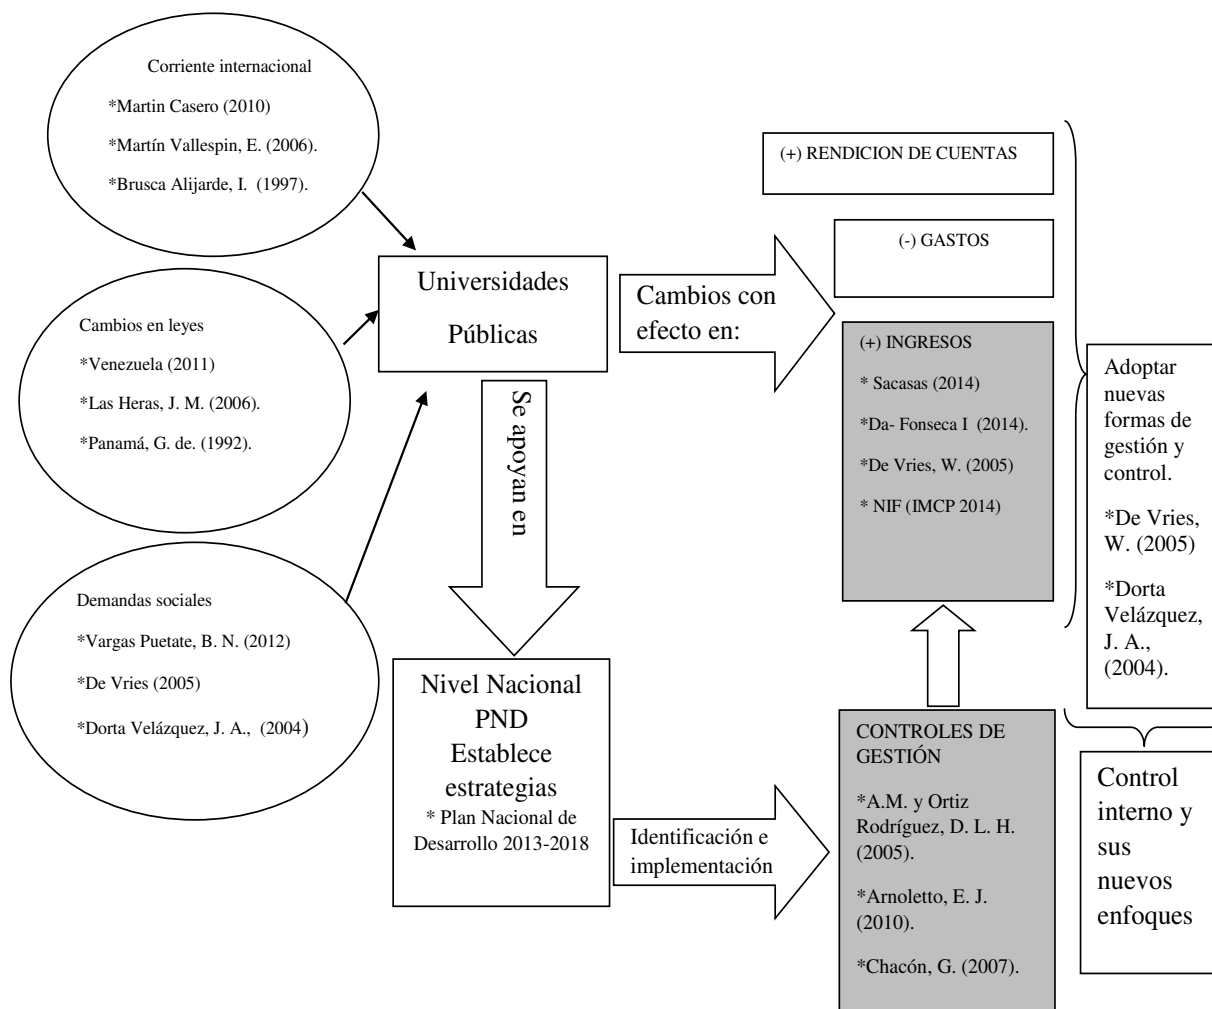 Corriente internacional
*Martin Casero (2010)
*Martín Vallespin, E. (2006).
*Brusca Alijarde, I.  (1997).
Cambios en leyes
*Venezuela (2011)
*Las Heras, J. M. (2006).
*Panamá, G. de. (1992).
Demandas sociales
*Vargas Puetate, B. N. (2012)
*De Vries (2005)
*Dorta Velázquez, J. A.,  (2004)
Universidades
Públicas
Se apoyan en
Nivel Nacional
PND
Establece
estrategias
* Plan Nacional de
Desarrollo 2013-2018
Cambios con
efecto en:
Identificación e
implementación
(+) RENDICION DE CUENTAS
(-) GASTOS
(+) INGRESOS
* Sacasas (2014)
*Da- Fonseca I  (2014).
*De Vries, W. (2005)
* NIF (IMCP 2014)
CONTROLES DE
GESTIÓN
*A.M. y Ortiz
Rodríguez, D. L. H.
(2005).
*Arnoletto, E. J.
(2010).
*Chacón, G. (2007).
Adoptar
nuevas
formas de
gestión y
control.
*De Vries,
W. (2005)
*Dorta
Velázquez,
J. A.,
(2004).
Control
interno y
sus
nuevos
enfoques